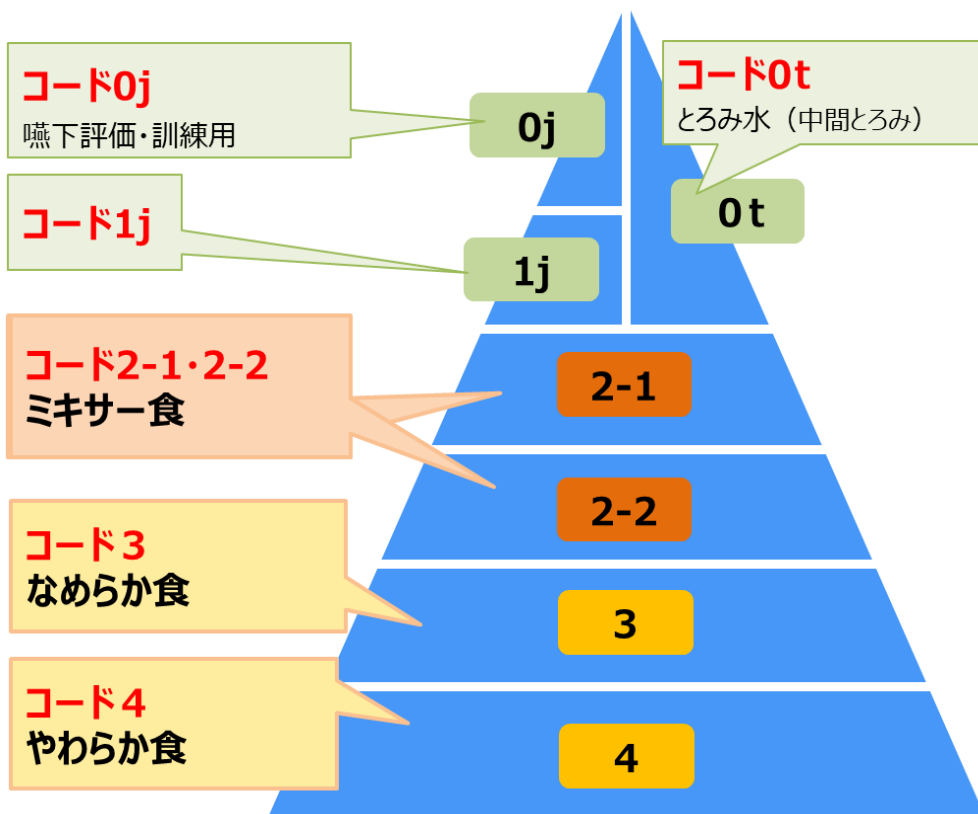 コード0j
嚥下評価・訓練用
コード0t
とろみ水（中間とろみ）
0j
0t
コード1j
1j
コード2-1・2-2
ミキサー食
2-1
2-2
コード３
なめらか食
3
コード４
やわらか食
4